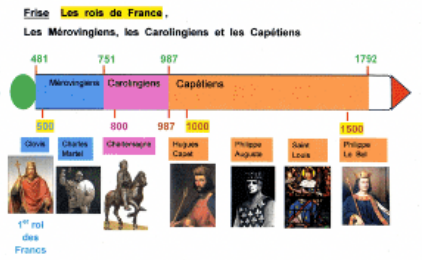 Frise Les rois de France,
Les Mérovingiens, les Carolingiens et les Capétiens
481 751 987 1792
Mérovingiens Carolingiens Capétiens
500 800 987 1000 1500
Clovis Charles Martel Charlemagne Hugues Capet Philippe Auguste Saint Louis Philippe Le Bel
1er roi
des
Francs